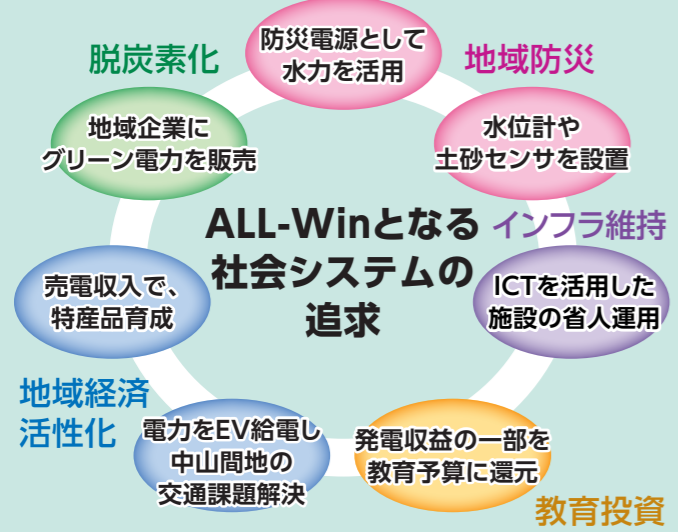 防災電源として
水力を活用
脱炭素化
地域防災
地域企業に
グリーン電力を販売
水位計や
土砂センサを設置
ALL-Winとなる
社会システムの
追求
インフラ維持
売電収入で、
特産品育成
ICTを活用した
施設の省人運用
地域経済
活性化
電力をEV給電し
中山間地の
交通課題解決
発電収益の一部を
教育予算に還元
教育投資